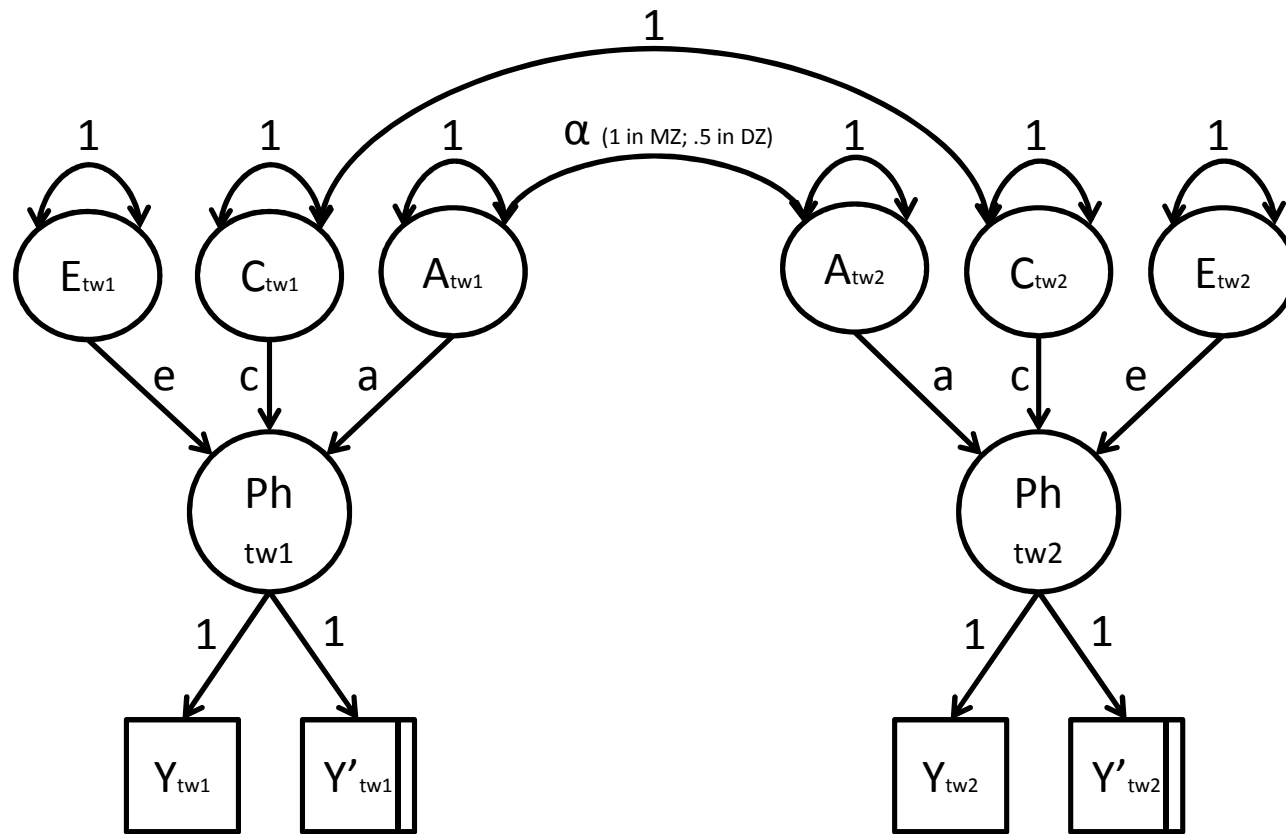 1
1 1 1 α (1 in MZ; .5 in DZ) 1 1 1
Etw1 Ctw1 Atw1 Atw2 Ctw2 Etw2
e c a a c e
Ph Ph
tw1 tw2
1 1 1 1
Ytw1 Y’tw1 Ytw2 Y’tw2